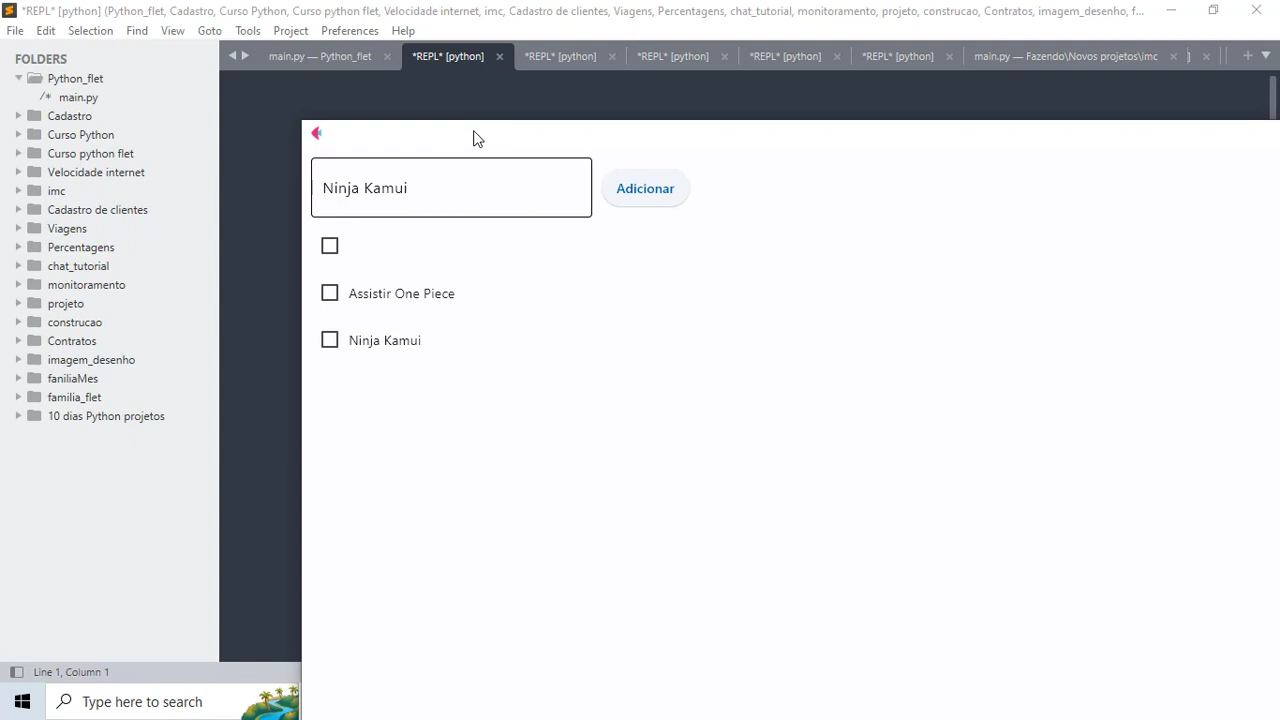 *REPL* [python] (Python_flet, Cadastro, Curso Python, Curso python flet, Velocidade internet, imc, Cadastro de clientes, Viagens, Percentagens, chat_tutorial, monitoramento, projeto, construcao, Contratos, imagem_desenho, f...
File Edit Selection Find View Goto Tools Project Preferences Help
FOLDERS
Python_flet
/* main.py
Cadastro
Curso Python
Curso python flet
Velocidade internet
imc
Cadastro de clientes
Viagens
Percentagens
chat_tutorial
monitoramento
projeto
construcao
Contratos
imagem_desenho
faniliaMes
familia_flet
10 dias Python projetos
main.py — Python_flet *REPL* [python] *REPL* [python] *REPL* [python] *REPL* [python] *REPL* [python] main.py — Fazendo\Novos projetos\imc ]
Ninja Kamui
Adicionar
Assistir One Piece
Ninja Kamui
Line 1, Column 1
Type here to search